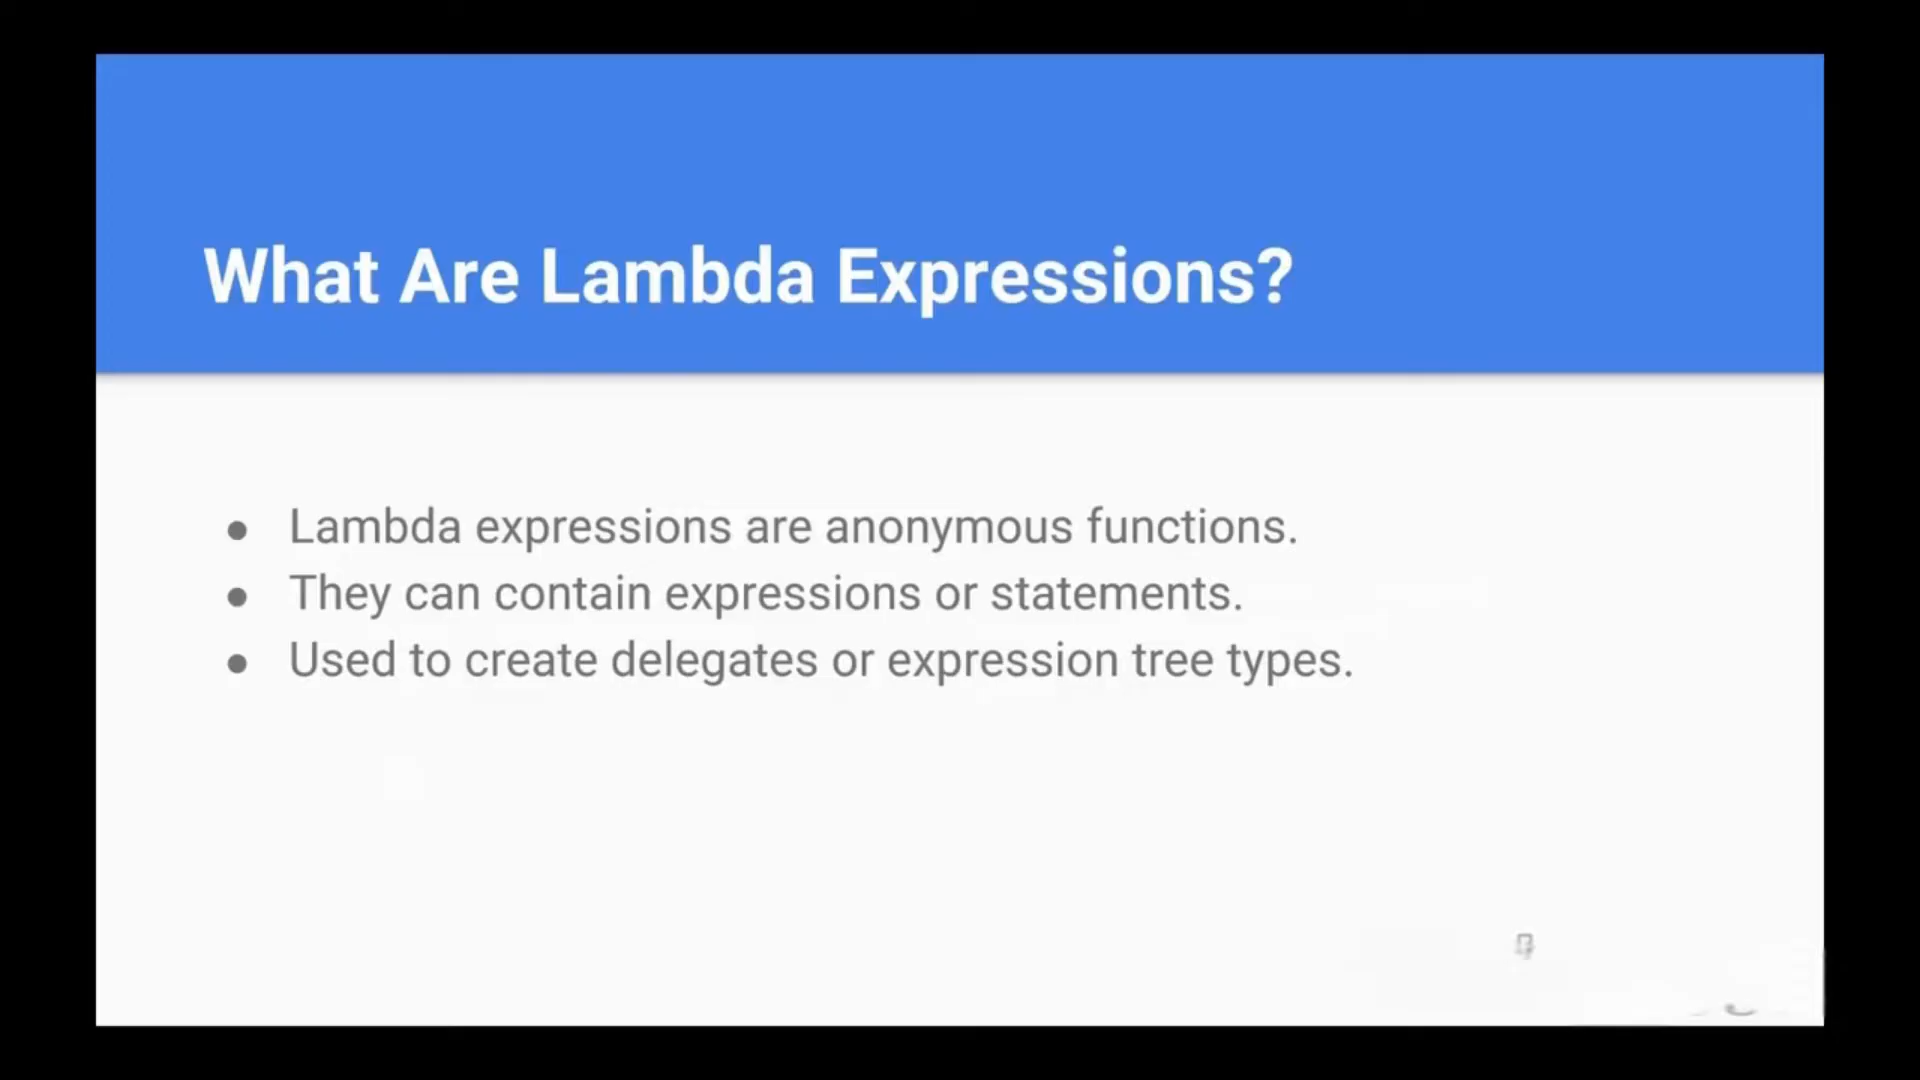 What Are Lambda Expressions?
● Lambda expressions are anonymous functions.
● They can contain expressions or statements.
● Used to create delegates or expression tree types.